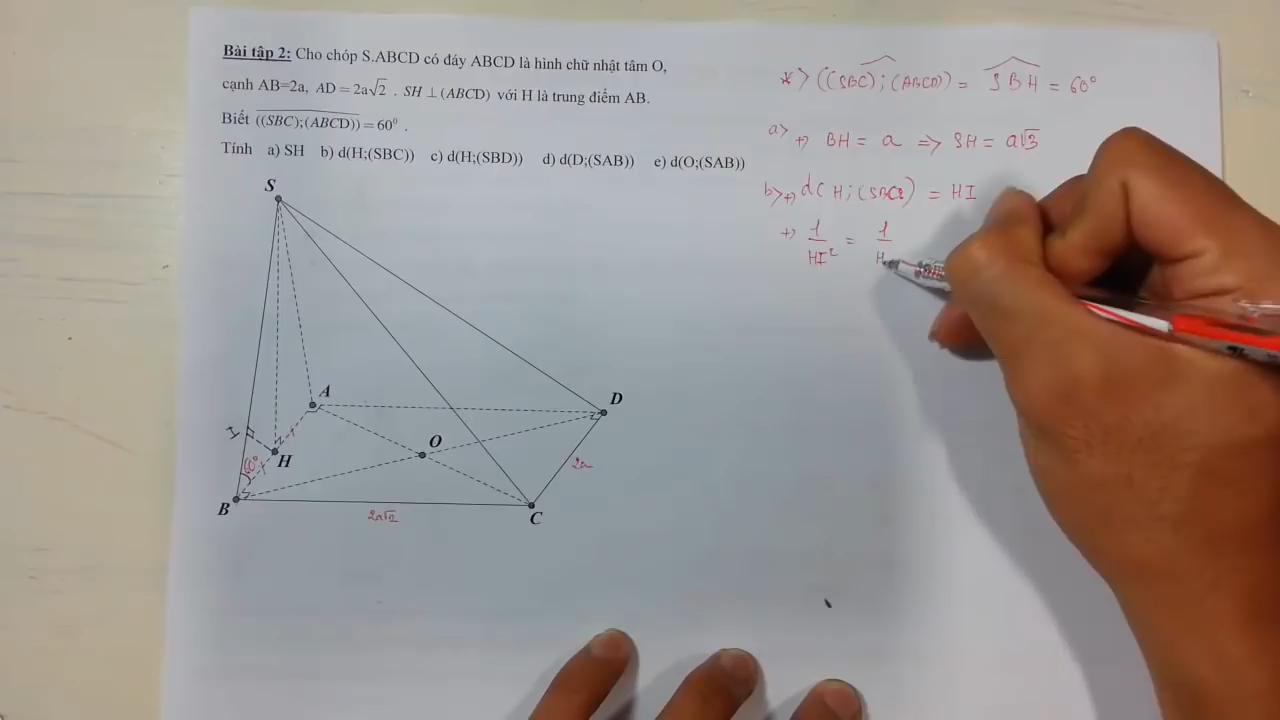 Bài tập 2: Cho chóp S.ABCD có đáy ABCD là hình chữ nhật tâm O,
cạnh AB=2a, AD = 2a√2 . SH ⊥ (ABCD) với H là trung điểm AB.
Biết ((SBC);(ABCD)) = 60⁰ .
Tính a) SH b) d(H;(SBC)) c) d(H;(SBD)) d) d(D;(SAB)) e) d(O;(SAB))
*> ((SBC);(ABCD)) = SBH = 60°
a> +) BH = a => SH = a√3
b> +) d(H;(SBC)) = HI
+) 1/HI² = 1/H
S
A
D
I
H
60°
O
2a
B
2a√2
C